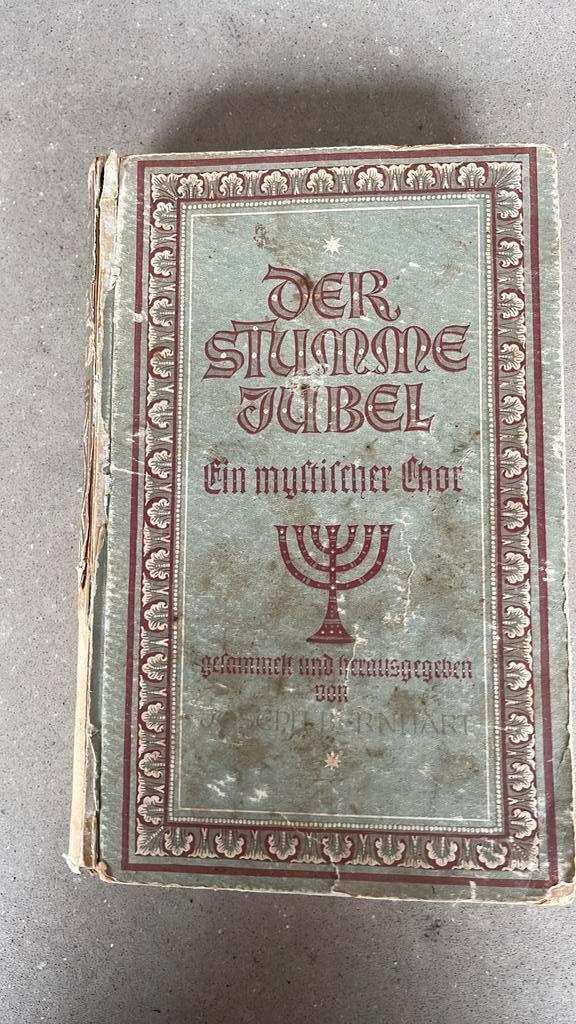 DER
STUMME
JUBEL
Ein mystischer Chor
gesammelt und herausgegeben
von
JOSEPH BERNHART